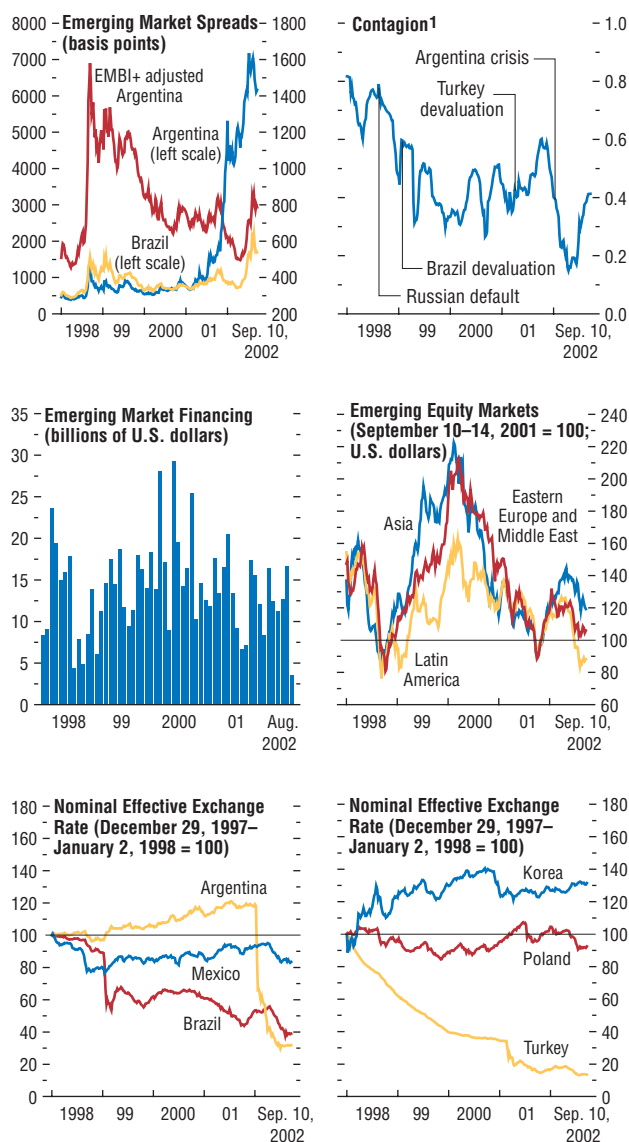 Emerging Market Spreads
(basis points)
8000
7000
6000
5000
4000
3000
2000
1000
0
1800
1600
1400
1200
1000
800
600
400
200
EMBI+ adjusted
Argentina
Argentina
(left scale)
Brazil
(left scale)
1998 99 2000 01 Sep. 10,
2002
Contagion1
1.0
0.8
0.6
0.4
0.2
0.0
Argentina crisis
Turkey
devaluation
Brazil devaluation
Russian default
1998 99 2000 01 Sep. 10,
2002
Emerging Market Financing
(billions of U.S. dollars)
35
30
25
20
15
10
5
0
1998 99 2000 01 Aug.
2002
Emerging Equity Markets
(September 10–14, 2001 = 100;
U.S. dollars)
240
220
200
180
160
140
120
100
80
60
Asia
Eastern
Europe and
Middle East
Latin
America
1998 99 2000 01 Sep. 10,
2002
Nominal Effective Exchange
Rate (December 29, 1997–
January 2, 1998 = 100)
180
160
140
120
100
80
60
40
20
0
Argentina
Mexico
Brazil
1998 99 2000 01 Sep. 10,
2002
Nominal Effective Exchange
Rate (December 29, 1997–
January 2, 1998 = 100)
180
160
140
120
100
80
60
40
20
0
Korea
Poland
Turkey
1998 99 2000 01 Sep. 10,
2002